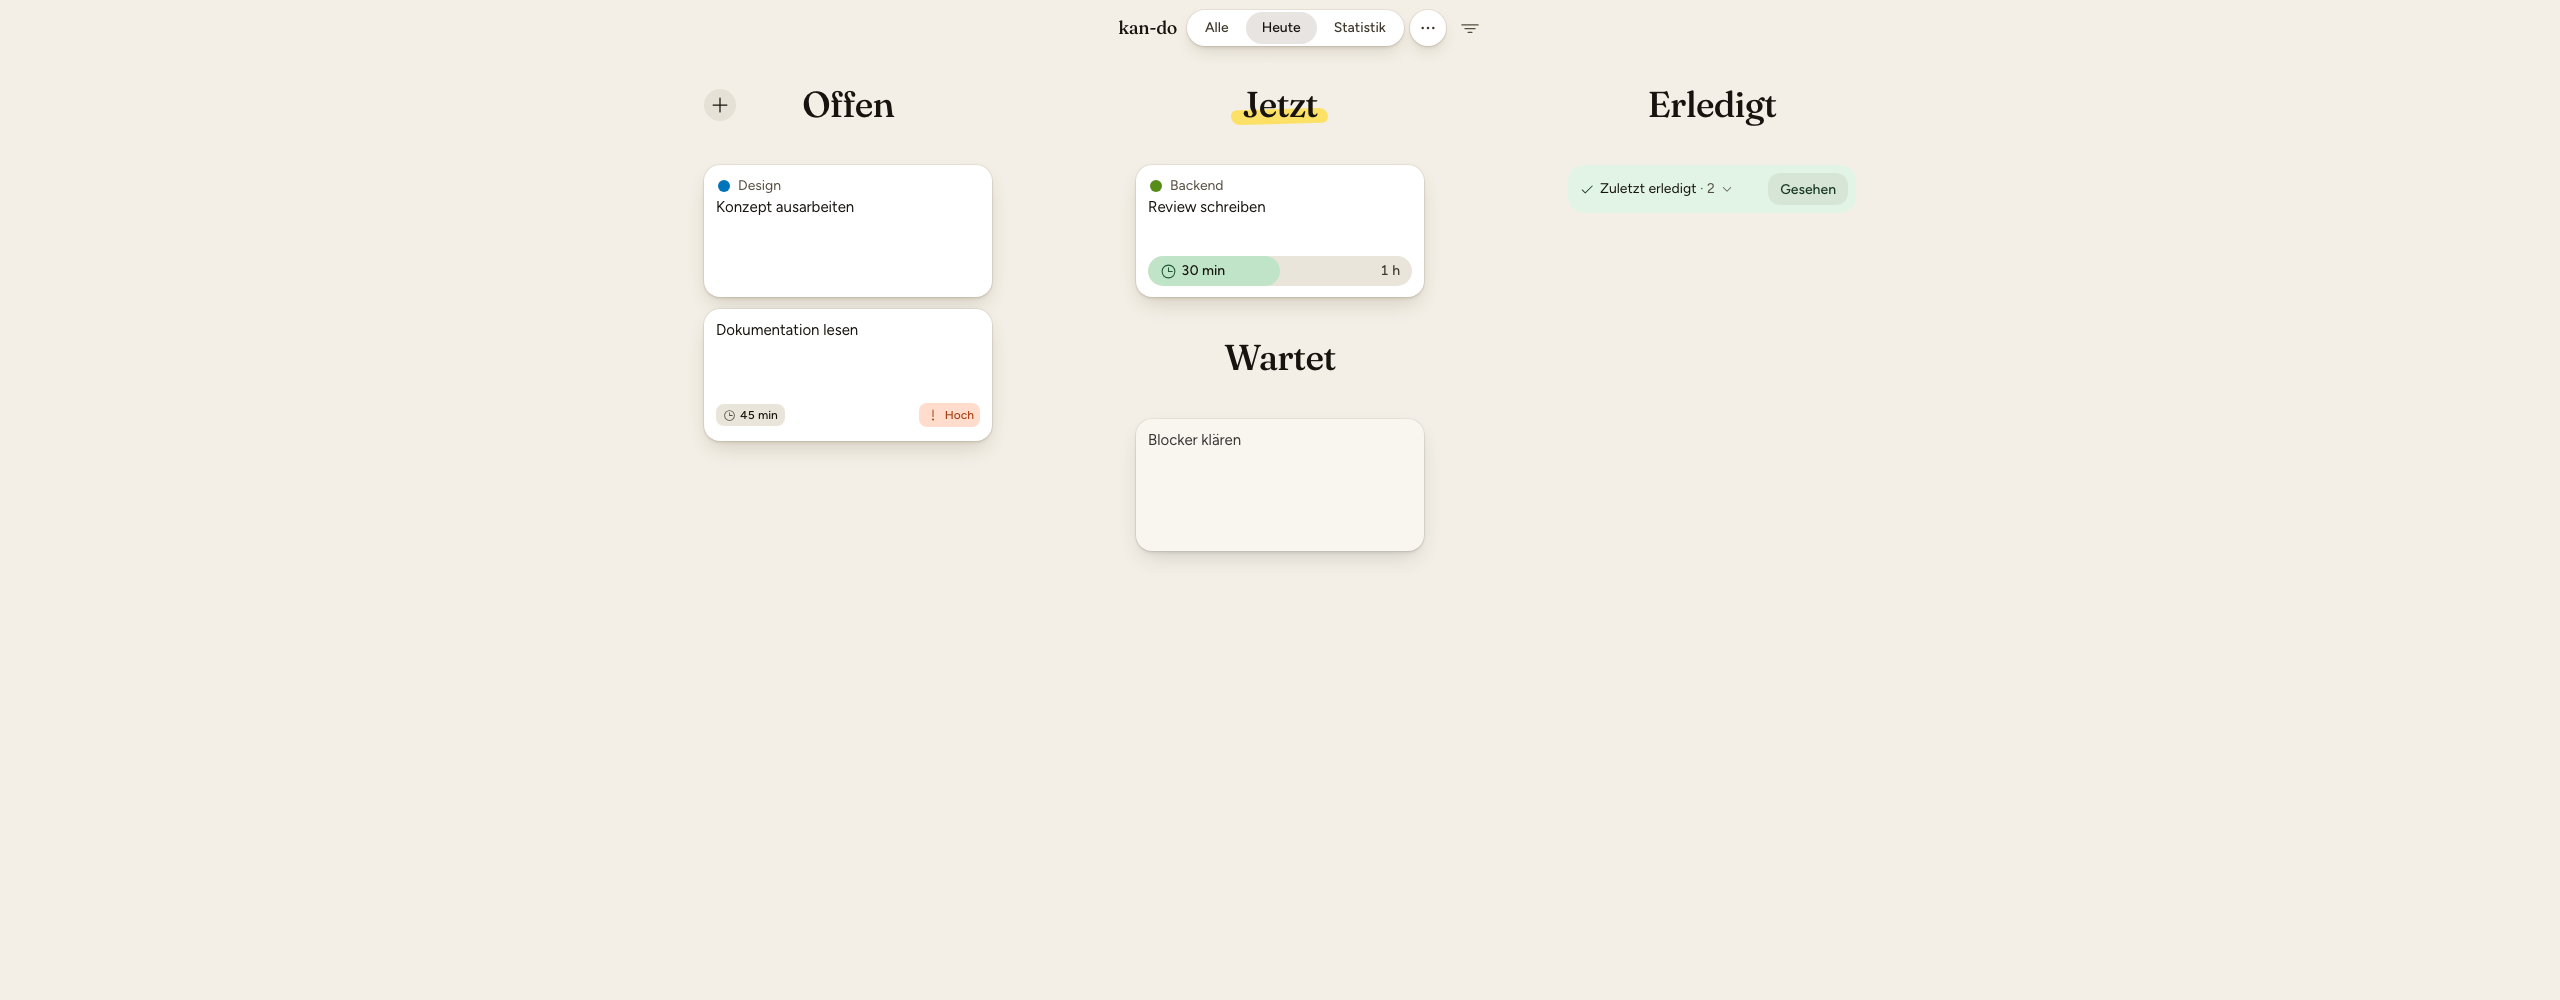 kan-do
Alle
Heute
Statistik
Offen
Design
Konzept ausarbeiten
Dokumentation lesen
45 min
Hoch
Jetzt
Backend
Review schreiben
30 min
1 h
Wartet
Blocker klären
Erledigt
Zuletzt erledigt · 2
Gesehen